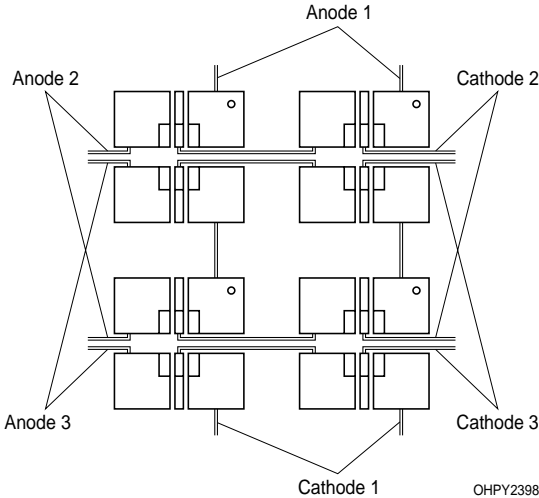 Anode 1
Anode 2
Cathode 2
Anode 3
Cathode 3
Cathode 1
OHPY2398